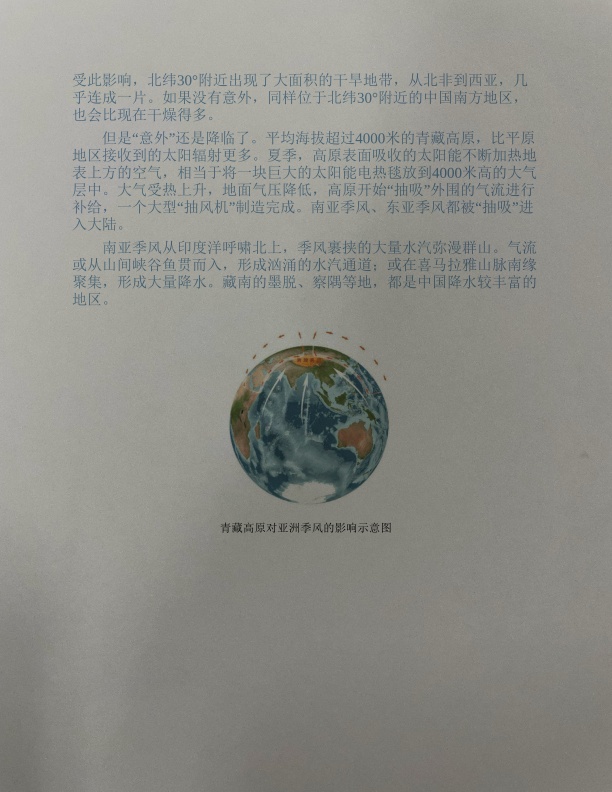 受此影响，北纬30°附近出现了大面积的干旱地带，从北非到西亚，几
乎连成一片。如果没有意外，同样位于北纬30°附近的中国南方地区，
也会比现在干燥得多。
但是“意外”还是降临了。平均海拔超过4000米的青藏高原，比平原
地区接收到的太阳辐射更多。夏季，高原表面吸收的太阳能不断加热地
表上方的空气，相当于将一块巨大的太阳能电热毯放到4000米高的大气
层中。大气受热上升，地面气压降低，高原开始“抽吸”外围的气流进行
补给，一个大型“抽风机”制造完成。南亚季风、东亚季风都被“抽吸”进
入大陆。
南亚季风从印度洋呼啸北上，季风裹挟的大量水汽弥漫群山。气流
或从山间峡谷鱼贯而入，形成汹涌的水汽通道；或在喜马拉雅山脉南缘
聚集，形成大量降水。藏南的墨脱、察隅等地，都是中国降水较丰富的
地区。
青藏高原对亚洲季风的影响示意图